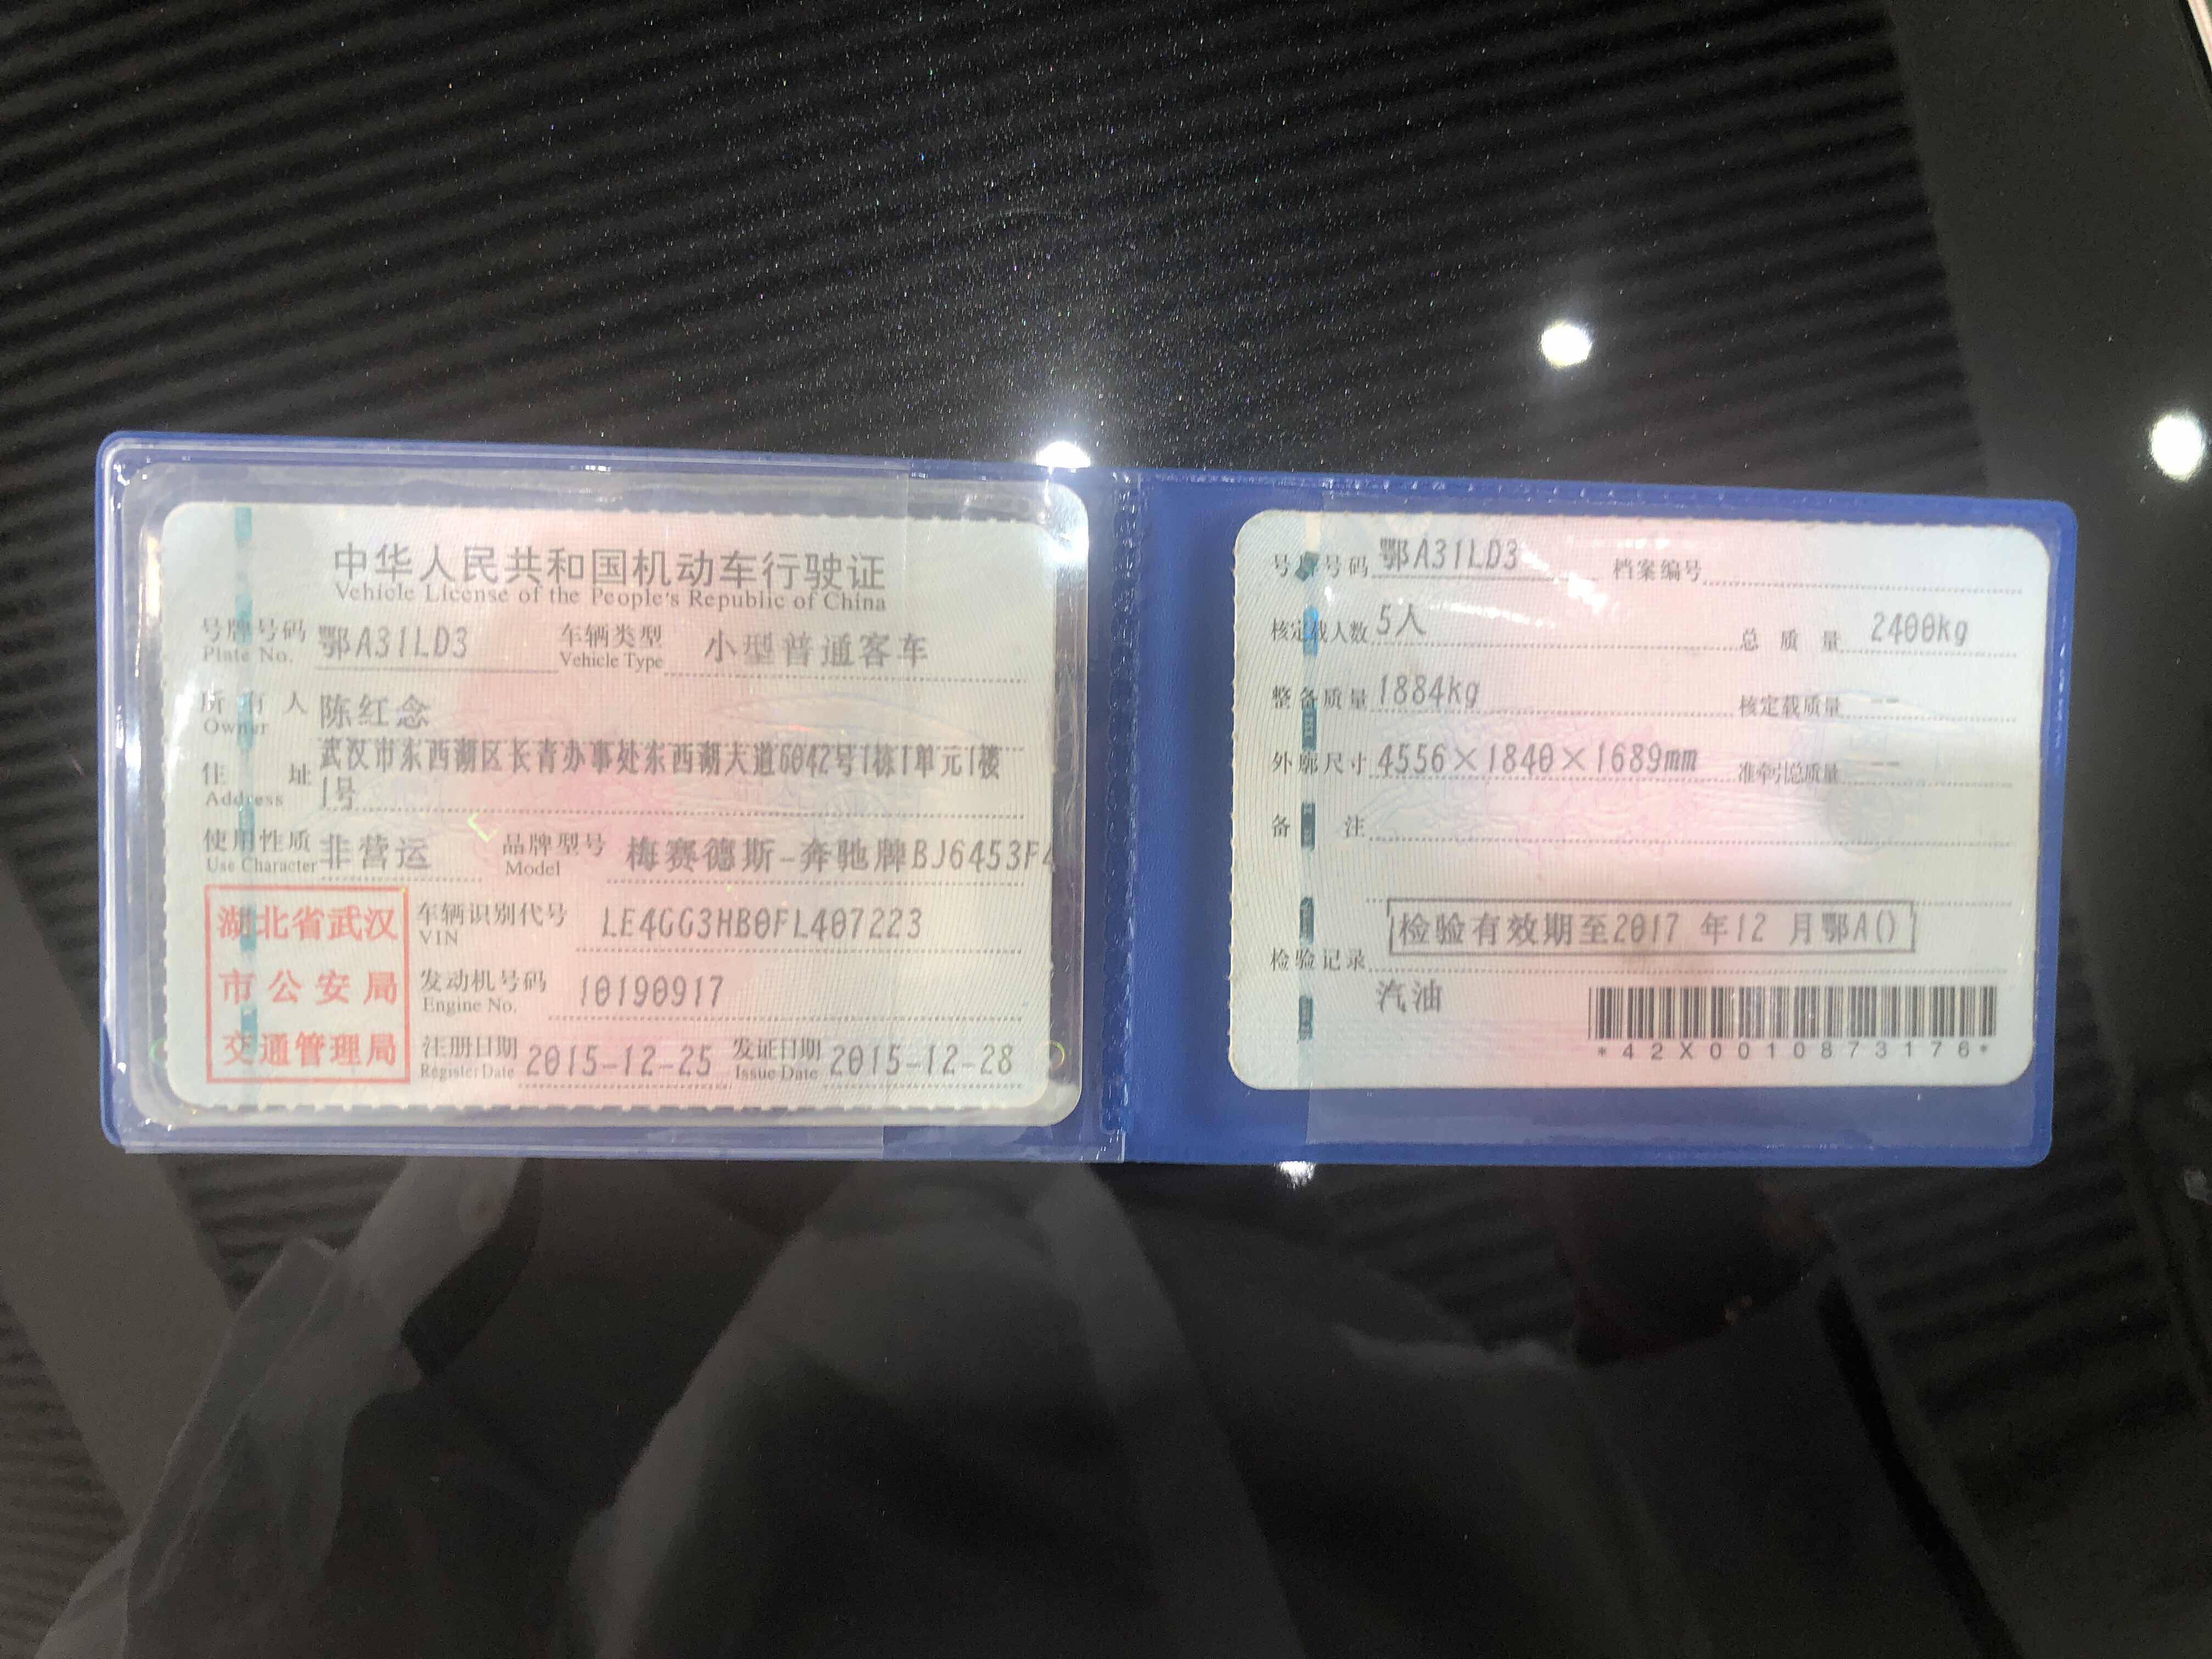 中华人民共和国机动车行驶证
Vehicle License of the People's Republic of China
号牌号码 鄂A31LD3 车辆类型 小型普通客车
Plate No. Vehicle Type
所有人 陈红念
Owner
住址 武汉市东西湖区长青办事处东西湖大道6042号1栋1单元1楼
Address 1号
使用性质 非营运 品牌型号 梅赛德斯-奔驰牌BJ6453F
Use Character Model
湖北省武汉
市公安局
交通管理局
车辆识别代号 LE4GG3HB0FL407223
VIN
发动机号码 10190917
Engine No.
注册日期 2015-12-25 发证日期 2015-12-28
Register Date Issue Date
号牌号码 鄂A31LD3 档案编号
核定载人数 5人 总质量 2400kg
整备质量 1884kg 核定载质量 --
外廓尺寸 4556×1840×1689mm 准牵引总质量 --
备注
检验有效期至2017年12月鄂A()
检验记录
汽油
*42X0010873176*